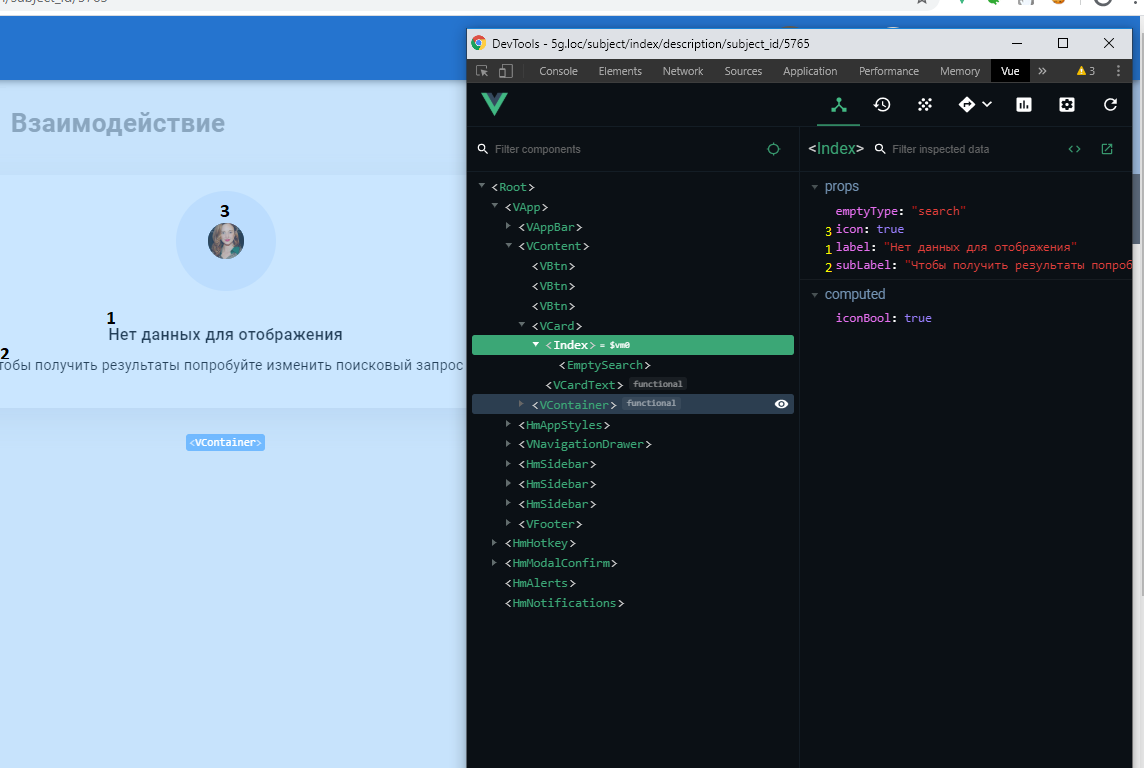 /subject_id/5765
DevTools - 5g.loc/subject/index/description/subject_id/5765
Console Elements Network Sources Application Performance Memory Vue » 3
Взаимодействие
3
1
Нет данных для отображения
2
тобы получить результаты попробуйте изменить поисковый запрос
<VContainer>
Filter components
<Root>
<VApp>
<VAppBar>
<VContent>
<VBtn>
<VBtn>
<VBtn>
<VCard>
<Index> = $vm0
<EmptySearch>
<VCardText> functional
<VContainer> functional
<HmAppStyles>
<VNavigationDrawer>
<HmSidebar>
<HmSidebar>
<HmSidebar>
<VFooter>
<HmHotkey>
<HmModalConfirm>
<HmAlerts>
<HmNotifications>
<Index> Filter inspected data
props
emptyType: "search"
3 icon: true
1 label: "Нет данных для отображения"
2 subLabel: "Чтобы получить результаты попроб
computed
iconBool: true